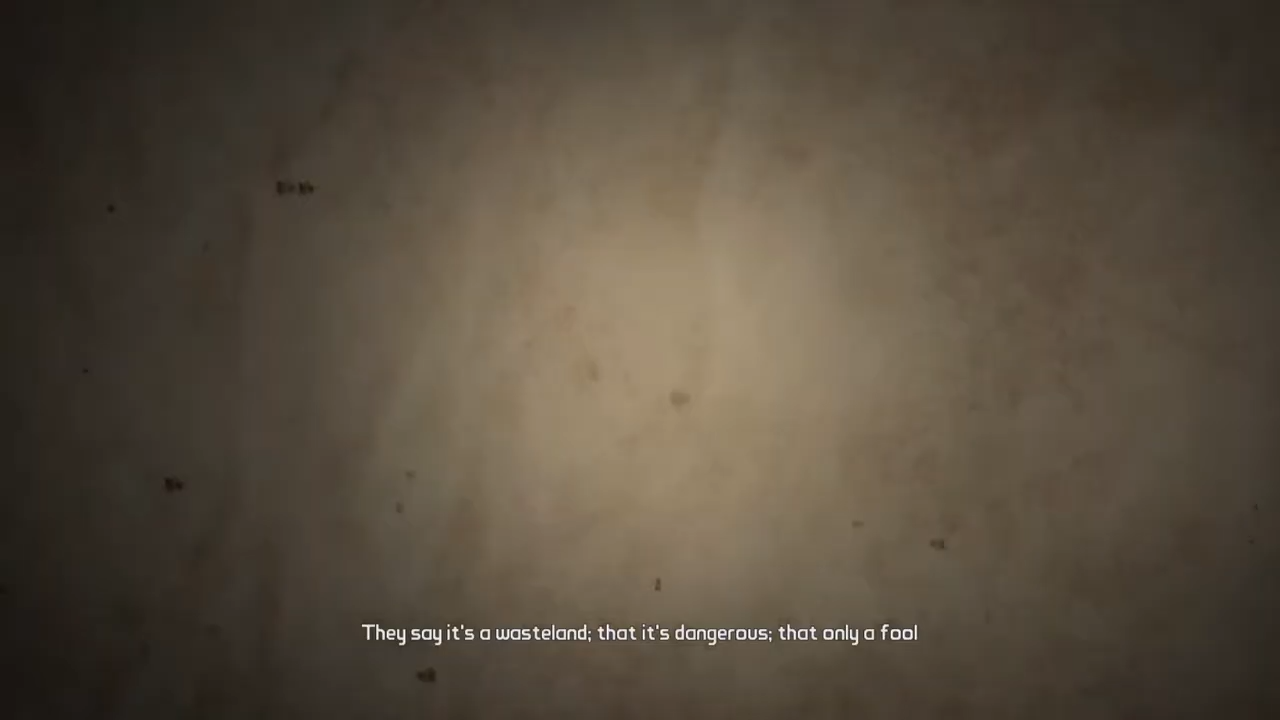 They say it's a wasteland; that it's dangerous; that only a fool